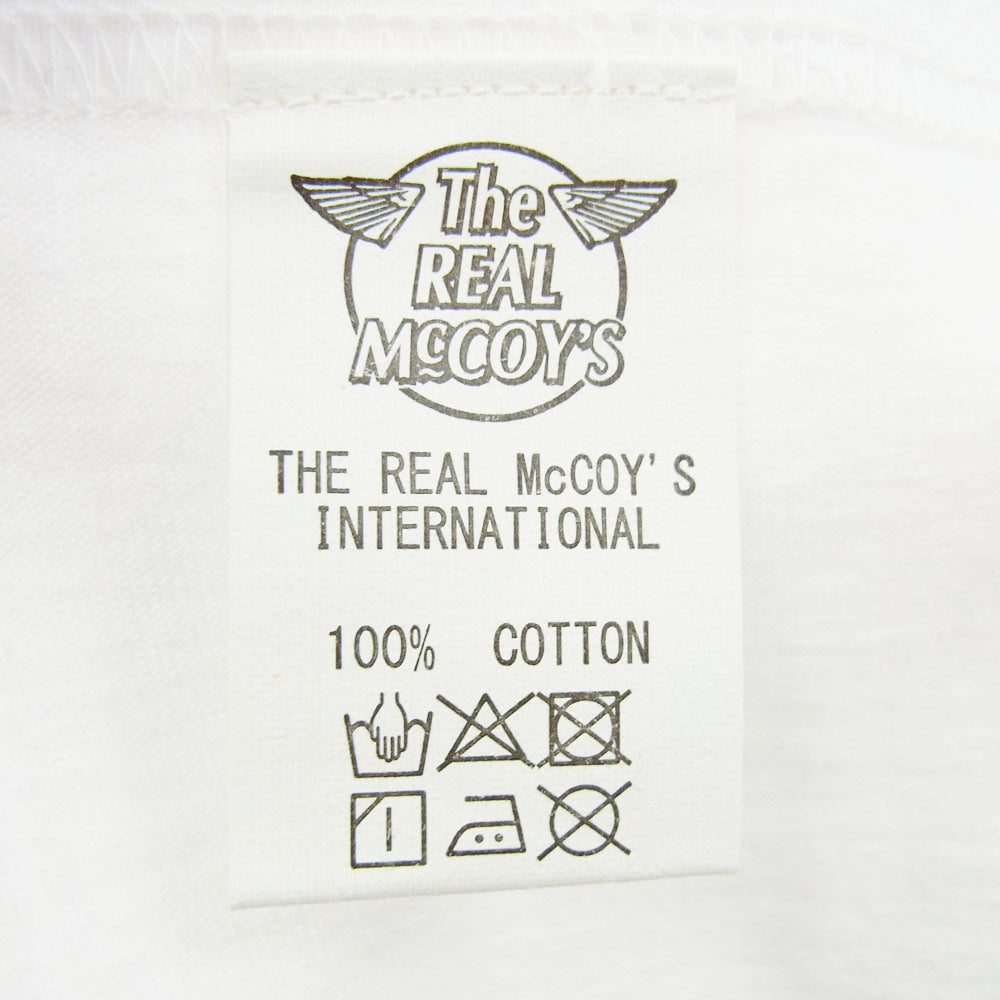 The
REAL
McCOY'S
THE REAL McCOY'S
INTERNATIONAL
100% COTTON